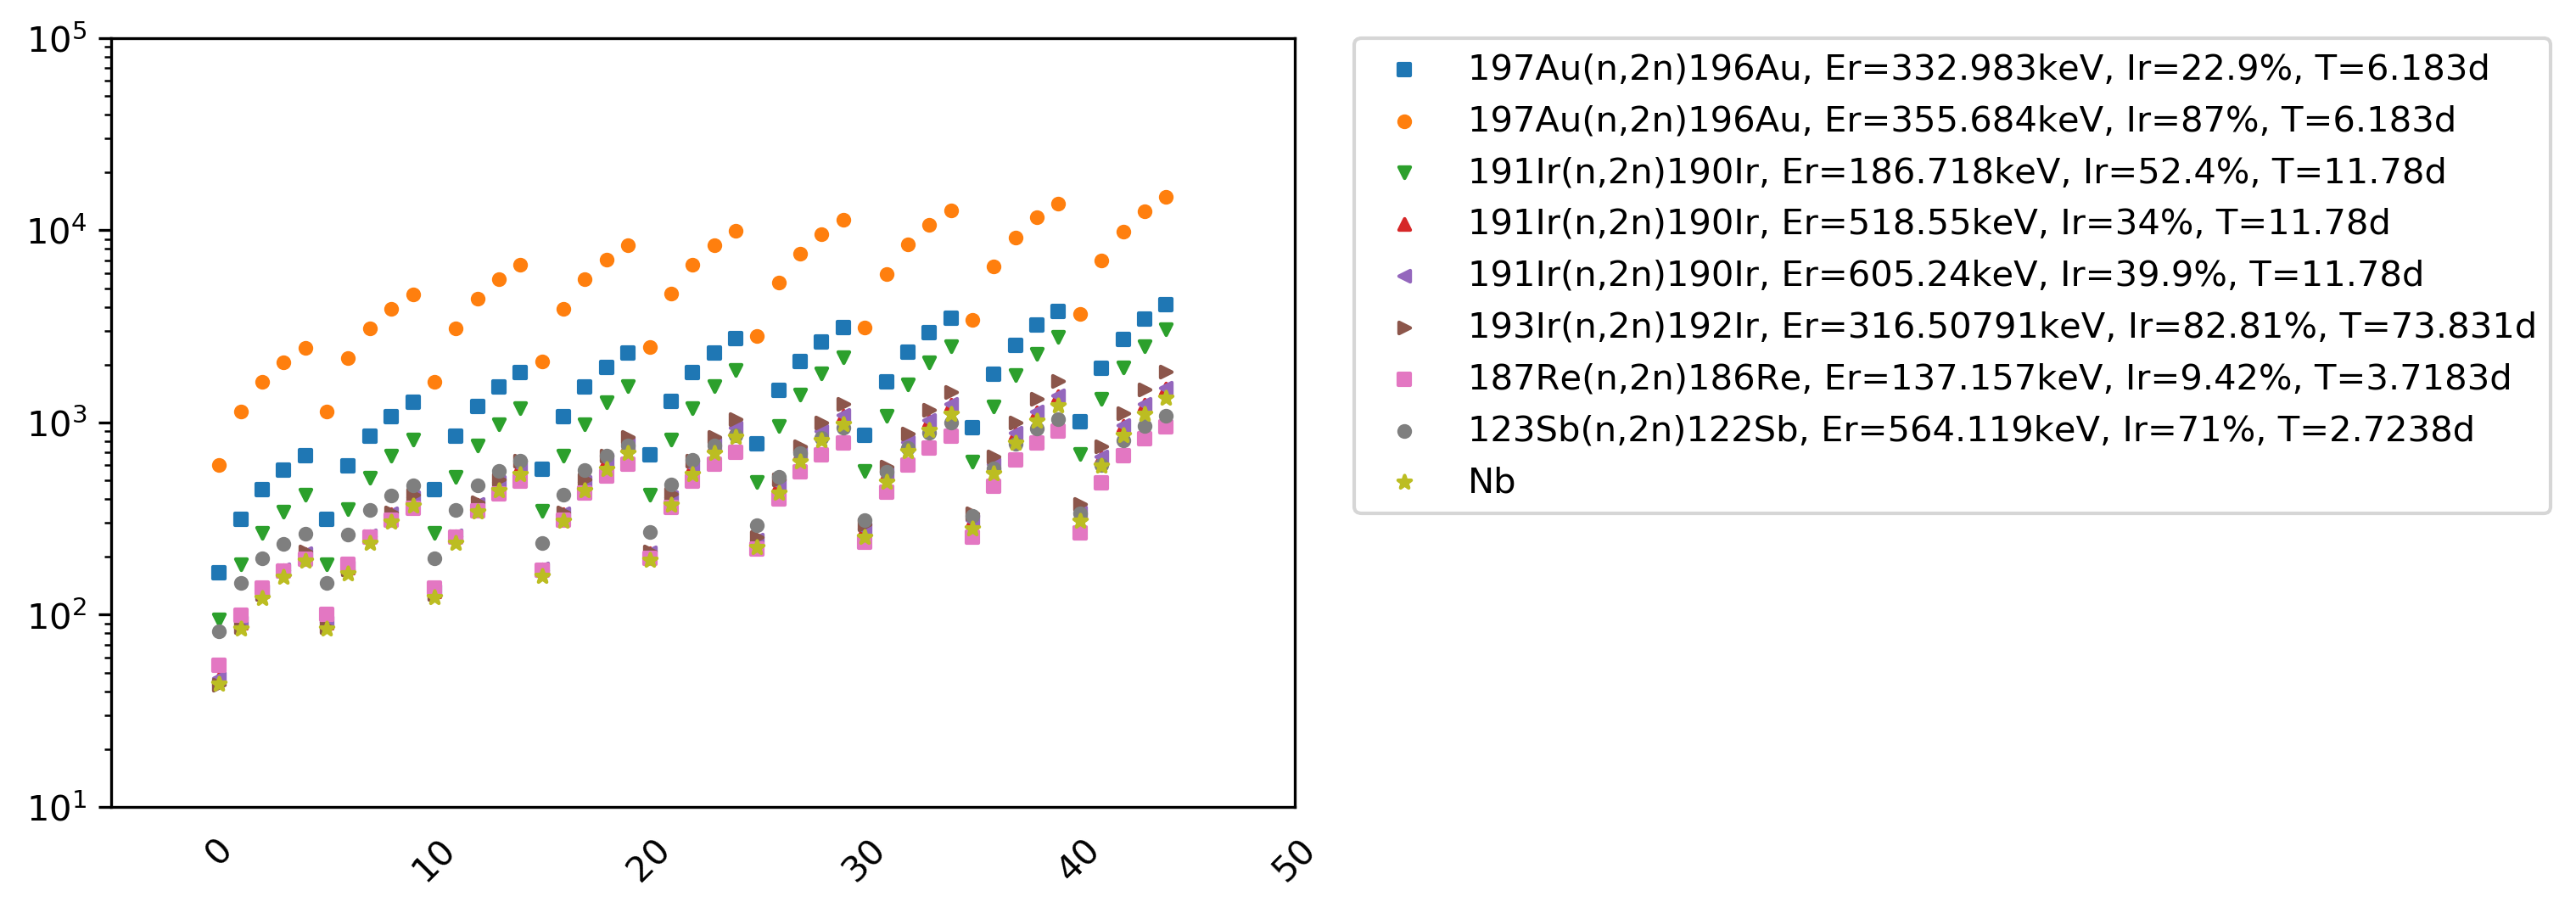 10^5
10^4
10^3
10^2
10^1
0
10
20
30
40
50
197Au(n,2n)196Au, Er=332.983keV, Ir=22.9%, T=6.183d
197Au(n,2n)196Au, Er=355.684keV, Ir=87%, T=6.183d
191Ir(n,2n)190Ir, Er=186.718keV, Ir=52.4%, T=11.78d
191Ir(n,2n)190Ir, Er=518.55keV, Ir=34%, T=11.78d
191Ir(n,2n)190Ir, Er=605.24keV, Ir=39.9%, T=11.78d
193Ir(n,2n)192Ir, Er=316.50791keV, Ir=82.81%, T=73.831d
187Re(n,2n)186Re, Er=137.157keV, Ir=9.42%, T=3.7183d
123Sb(n,2n)122Sb, Er=564.119keV, Ir=71%, T=2.7238d
Nb